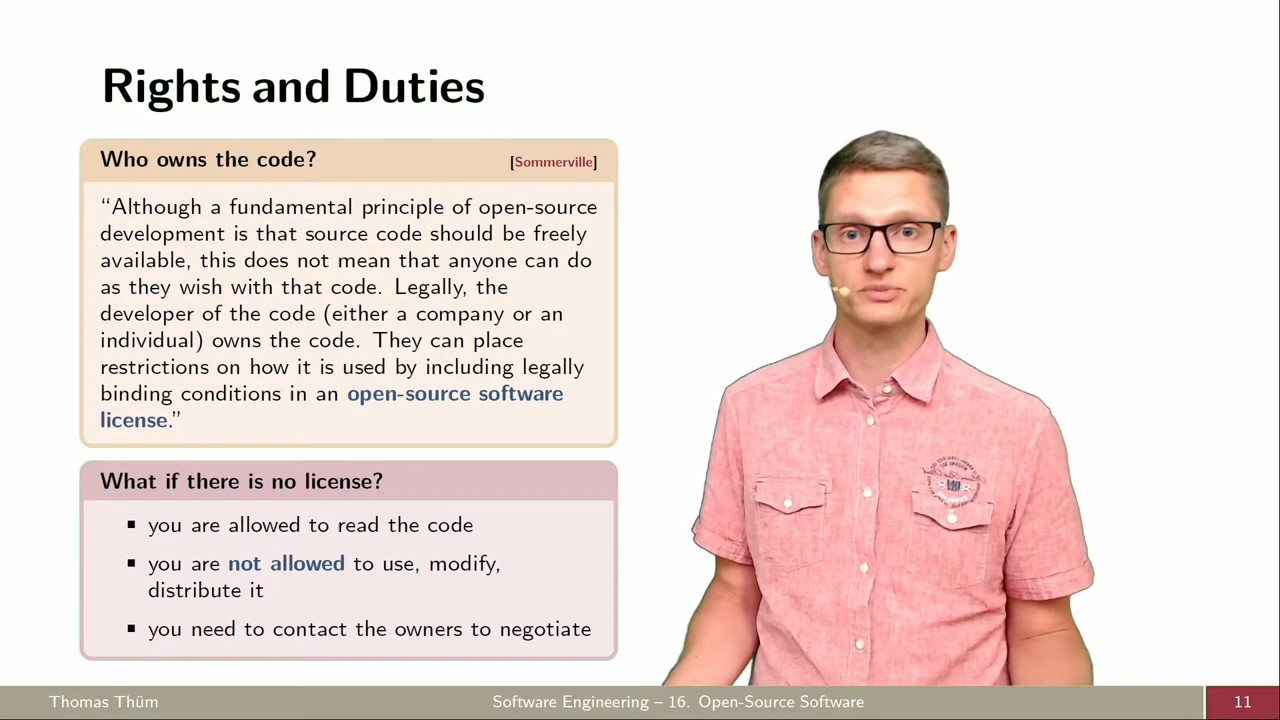 Rights and Duties
Who owns the code? [Sommerville]
“Although a fundamental principle of open-source
development is that source code should be freely
available, this does not mean that anyone can do
as they wish with that code. Legally, the
developer of the code (either a company or an
individual) owns the code. They can place
restrictions on how it is used by including legally
binding conditions in an open-source software
license.”
What if there is no license?
▪ you are allowed to read the code
▪ you are not allowed to use, modify,
distribute it
▪ you need to contact the owners to negotiate
Thomas Thüm Software Engineering – 16. Open-Source Software 11